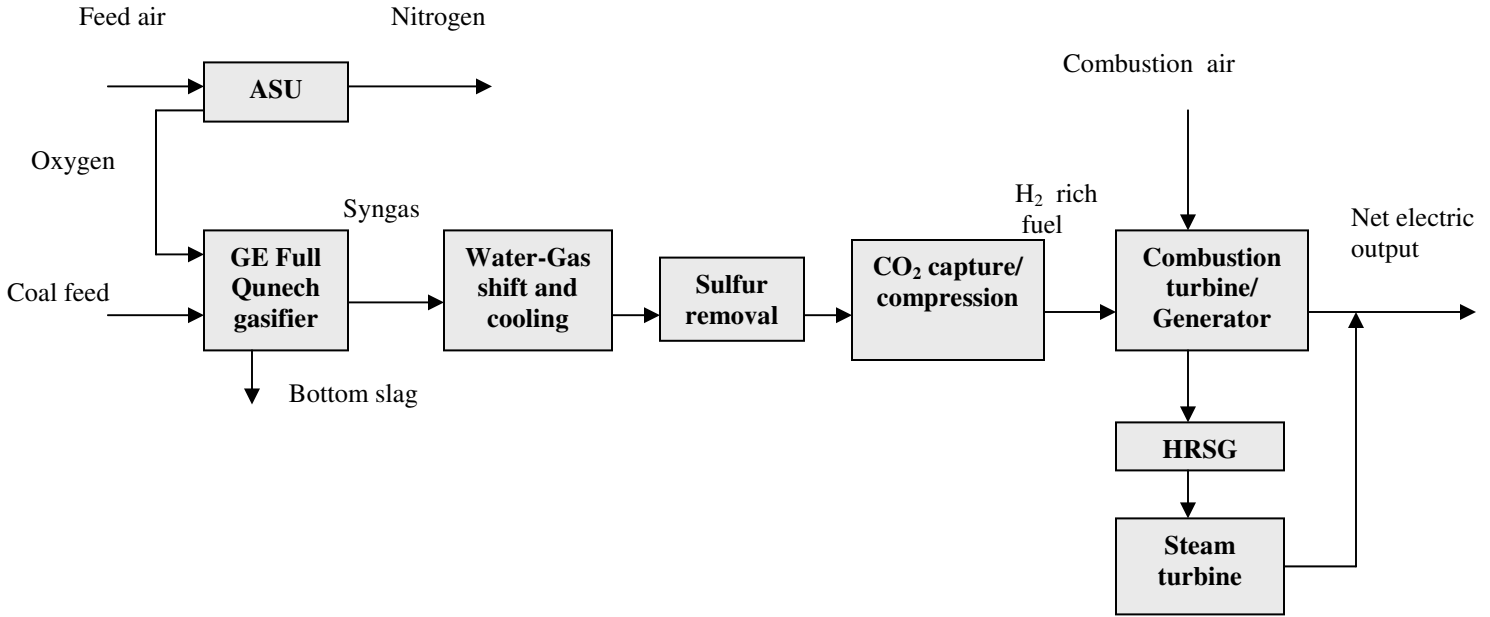 Feed air
Nitrogen
ASU
Combustion air
Oxygen
Syngas
H₂ rich
fuel
Net electric
output
Coal feed
GE Full
Qunech
gasifier
Water-Gas
shift and
cooling
Sulfur
removal
CO₂ capture/
compression
Combustion
turbine/
Generator
Bottom slag
HRSG
Steam
turbine